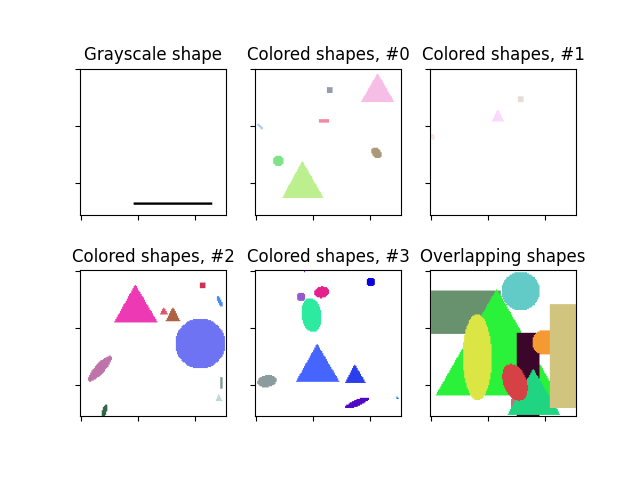 Grayscale shape
Colored shapes, #0
Colored shapes, #1
Colored shapes, #2
Colored shapes, #3
Overlapping shapes